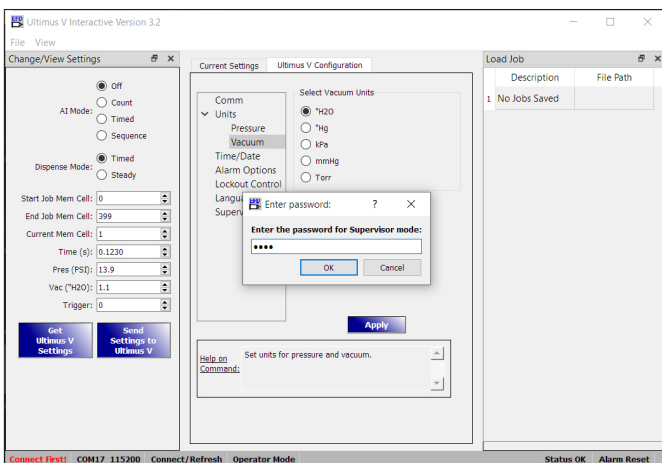 Ultimus V Interactive Version 3.2
File View
Change/View Settings
AI Mode:
Off
Count
Timed
Sequence
Dispense Mode:
Timed
Steady
Start Job Mem Cell: 0
End Job Mem Cell: 399
Current Mem Cell: 1
Time (s): 0.1230
Pres (PSI): 13.9
Vac ("H2O): 1.1
Trigger: 0
Get
Ultimus V
Settings
Send
Settings to
Ultimus V
Current Settings Ultimus V Configuration
Comm
Units
Pressure
Vacuum
Time/Date
Alarm Options
Lockout Control
Select Vacuum Units
"H2O
"Hg
kPa
mmHg
Torr
EFD
Enter password: ? ×
Enter the password for Supervisor mode:
••••
OK Cancel
Apply
Help on
Command:
Set units for pressure and vacuum.
Load Job
Description File Path
1 No Jobs Saved
Connect First! COM17 115200 Connect/Refresh Operator Mode Status OK Alarm Reset